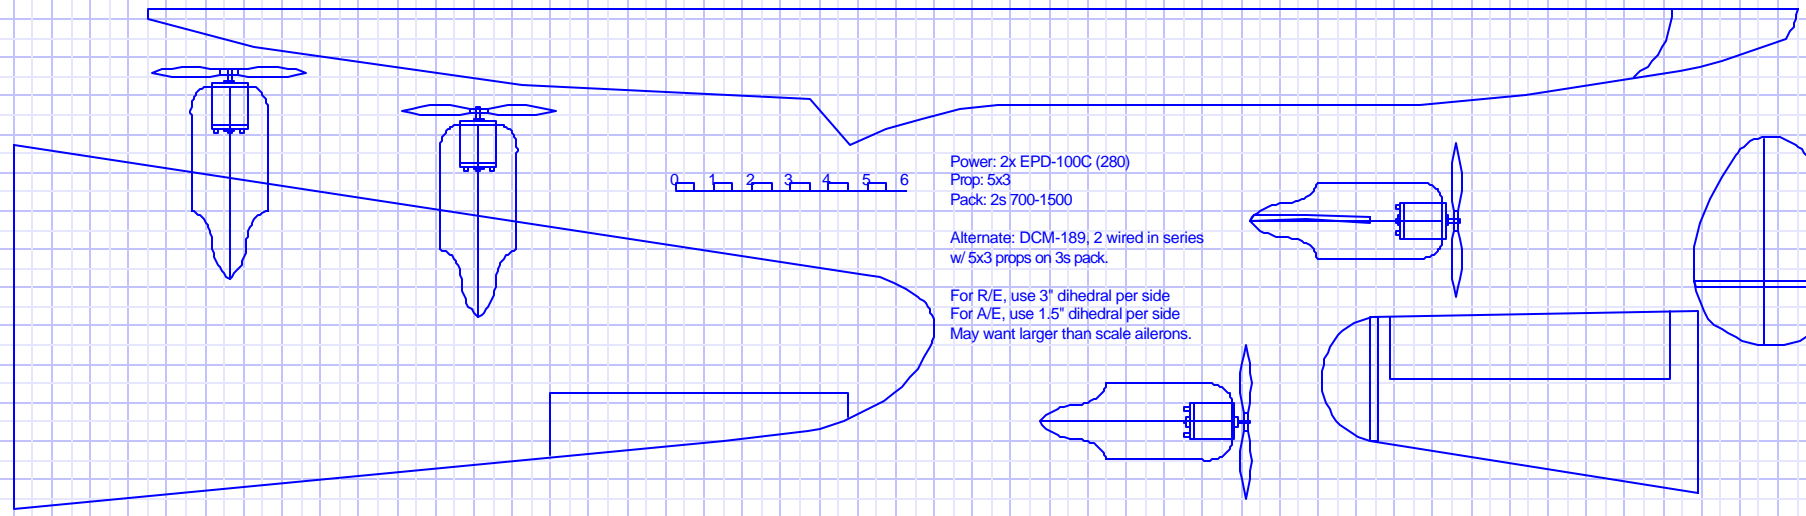 0 1 2 3 4 5 6
Power: 2x EPD-100C (280)
Prop: 5x3
Pack: 2s 700-1500
Alternate: DCM-189, 2 wired in series
w/ 5x3 props on 3s pack.
For R/E, use 3" dihedral per side
For A/E, use 1.5" dihedral per side
May want larger than scale ailerons.